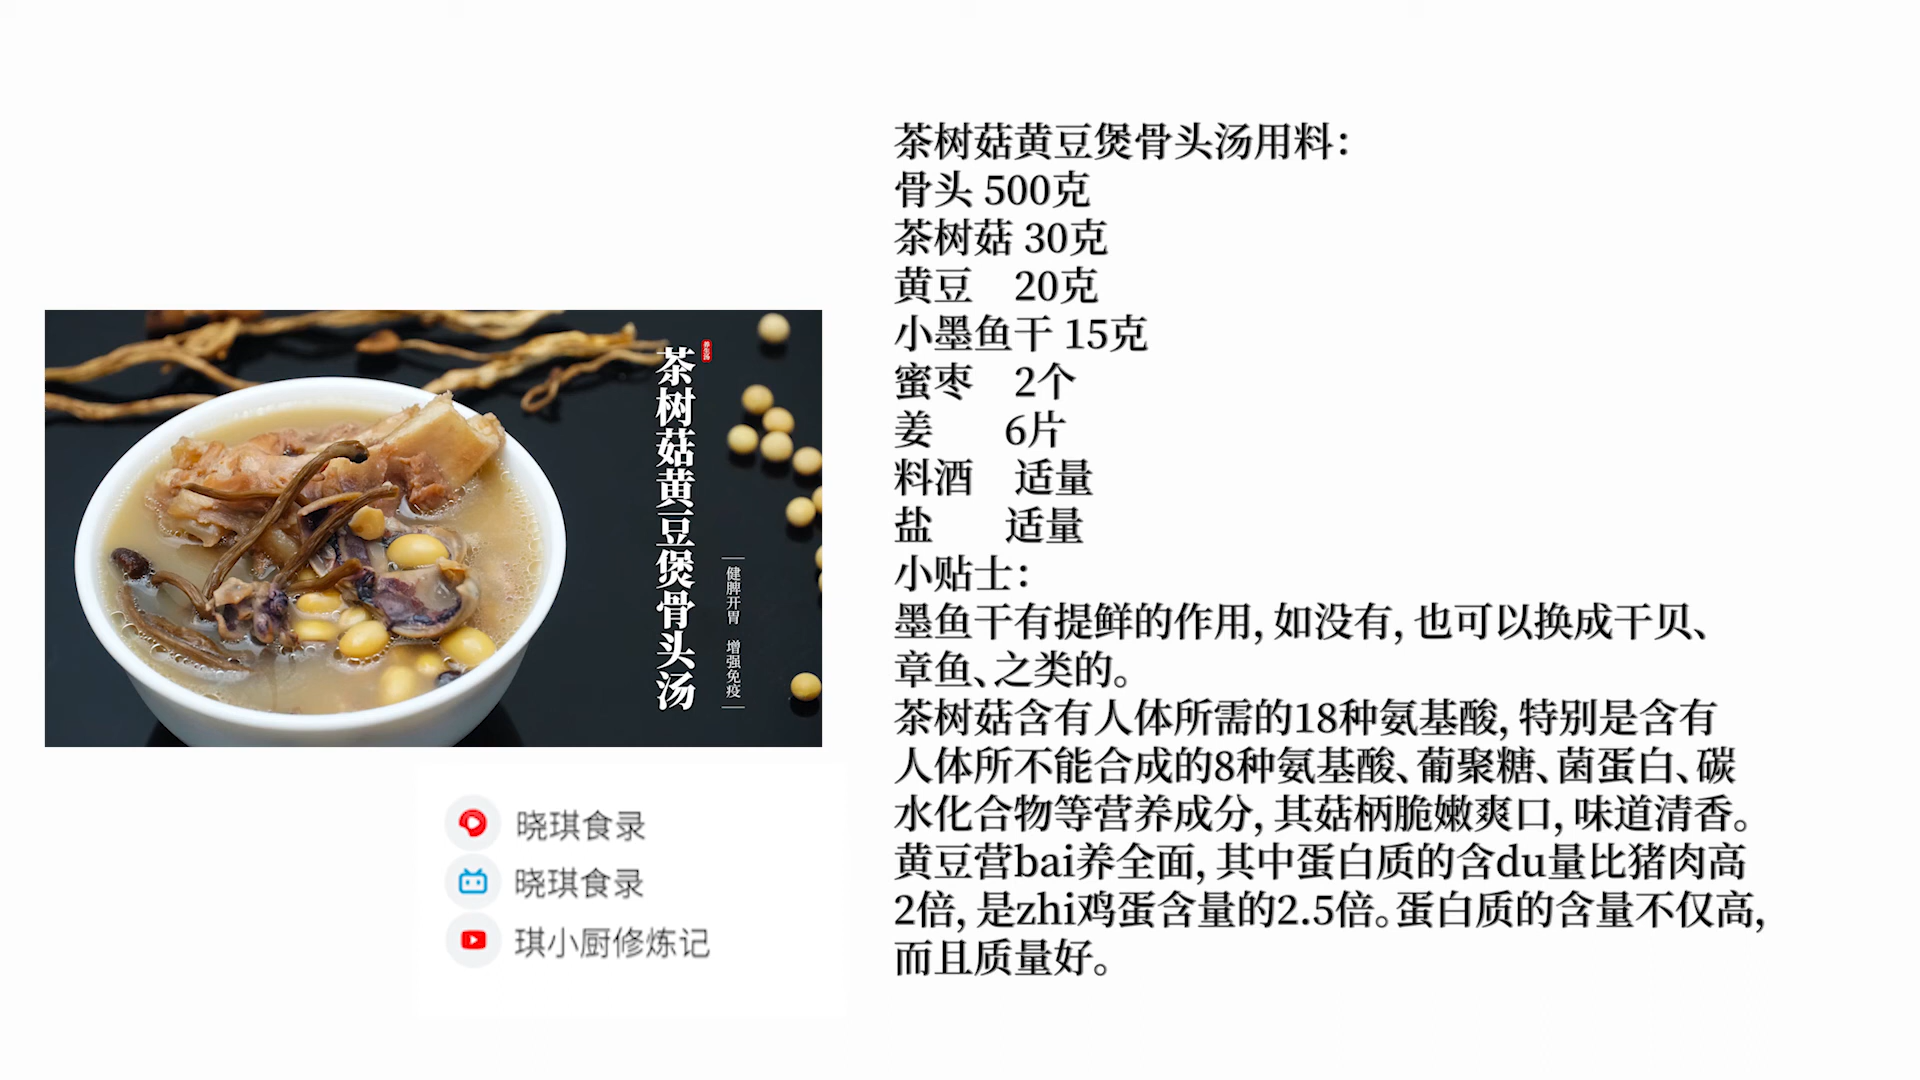 养生汤
茶树菇黄豆煲骨头汤
健脾开胃 增强免疫
晓琪食录
晓琪食录
琪小厨修炼记
茶树菇黄豆煲骨头汤用料：
骨头 500克
茶树菇 30克
黄豆　20克
小墨鱼干 15克
蜜枣　2个
姜　　6片
料酒　适量
盐　　适量
小贴士：
墨鱼干有提鲜的作用，如没有，也可以换成干贝、
章鱼、之类的。
茶树菇含有人体所需的18种氨基酸，特别是含有
人体所不能合成的8种氨基酸、葡聚糖、菌蛋白、碳
水化合物等营养成分，其菇柄脆嫩爽口，味道清香。
黄豆营bai养全面，其中蛋白质的含du量比猪肉高
2倍，是zhi鸡蛋含量的2.5倍。蛋白质的含量不仅高，
而且质量好。